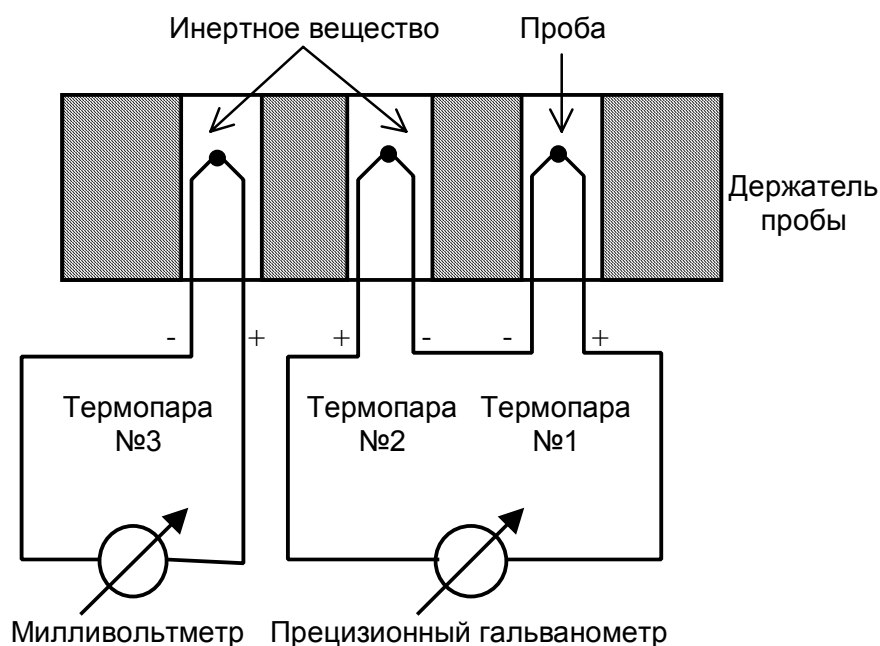 Инертное вещество
Проба
Держатель
пробы
- + + - - +
Термопара
№3
Термопара
№2
Термопара
№1
Милливольтметр
Прецизионный гальванометр